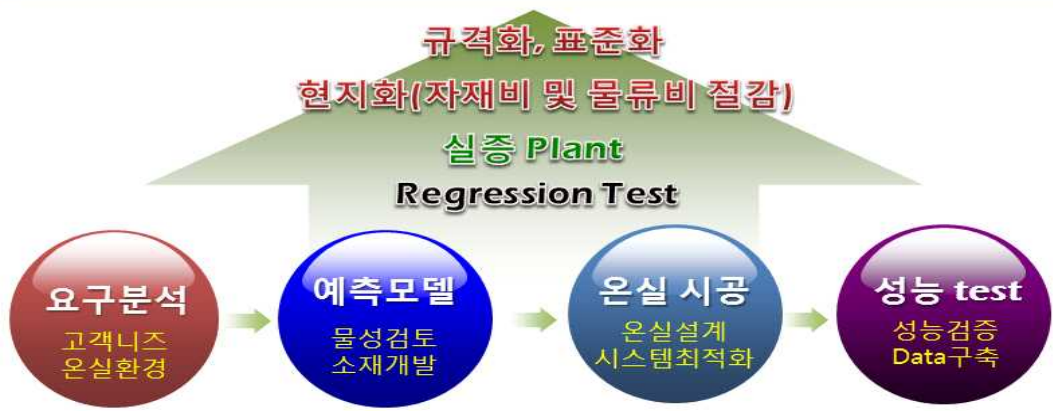 규격화, 표준화
현지화(자재비 및 물류비 절감)
실증 Plant
Regression Test
요구분석
고객니즈
온실환경
예측모델
물성검토
소재개발
온실 시공
온실설계
시스템최적화
성능 test
성능검증
Data구축